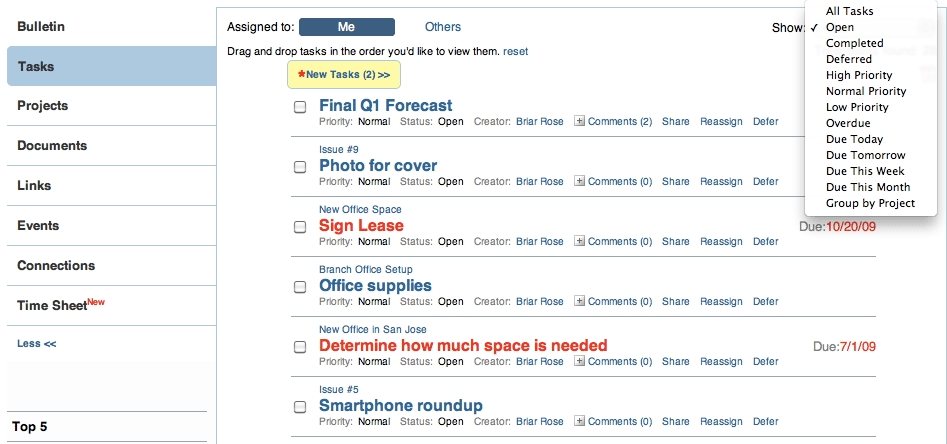 Bulletin
Tasks
Projects
Documents
Links
Events
Connections
Time Sheet New
Less <<
Top 5
Assigned to: Me Others
Drag and drop tasks in the order you'd like to view them. reset
*New Tasks (2) >>
Final Q1 Forecast
Priority: Normal Status: Open Creator: Briar Rose + Comments (2) Share Reassign Defer
Issue #9
Photo for cover
Priority: Normal Status: Open Creator: Briar Rose + Comments (0) Share Reassign Defer
New Office Space
Sign Lease Due:10/20/09
Priority: Normal Status: Open Creator: Briar Rose + Comments (0) Share Reassign Defer
Branch Office Setup
Office supplies
Priority: Normal Status: Open Creator: Briar Rose + Comments (0) Share Reassign Defer
New Office in San Jose
Determine how much space is needed Due:7/1/09
Priority: Normal Status: Open Creator: Briar Rose + Comments (0) Share Reassign Defer
Issue #5
Smartphone roundup
Priority: Normal Status: Open Creator: Briar Rose + Comments (0) Share Reassign Defer
Show:
All Tasks
✓ Open
Completed
Deferred
High Priority
Normal Priority
Low Priority
Overdue
Due Today
Due Tomorrow
Due This Week
Due This Month
Group by Project